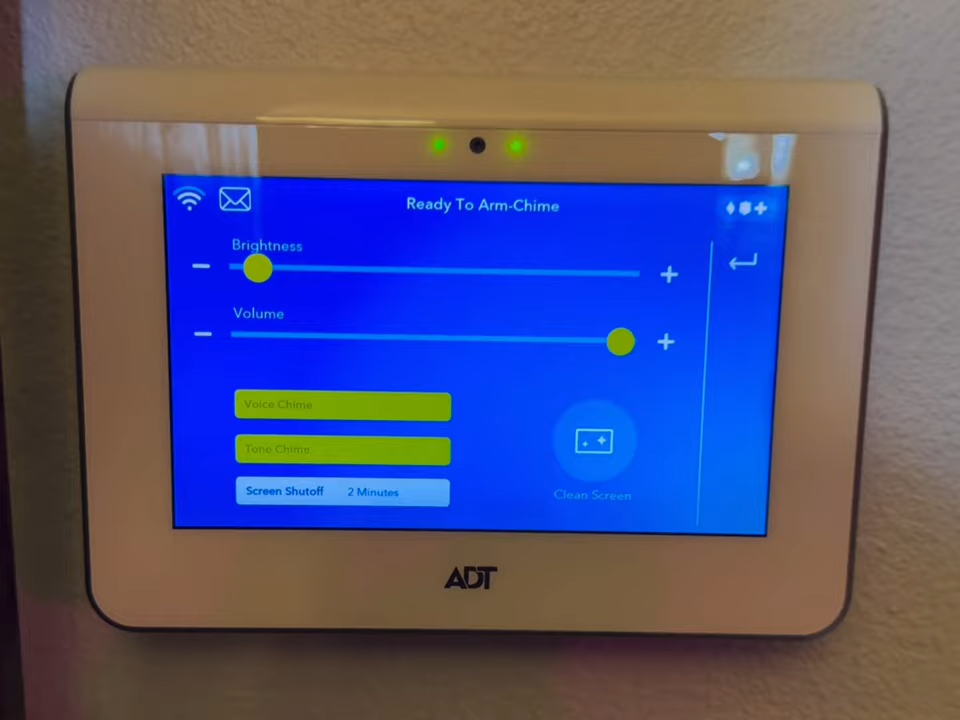 Ready To Arm-Chime
Brightness
Volume
Voice Chime
Tone Chime
Screen Shutoff 2 Minutes
Clean Screen
ADT